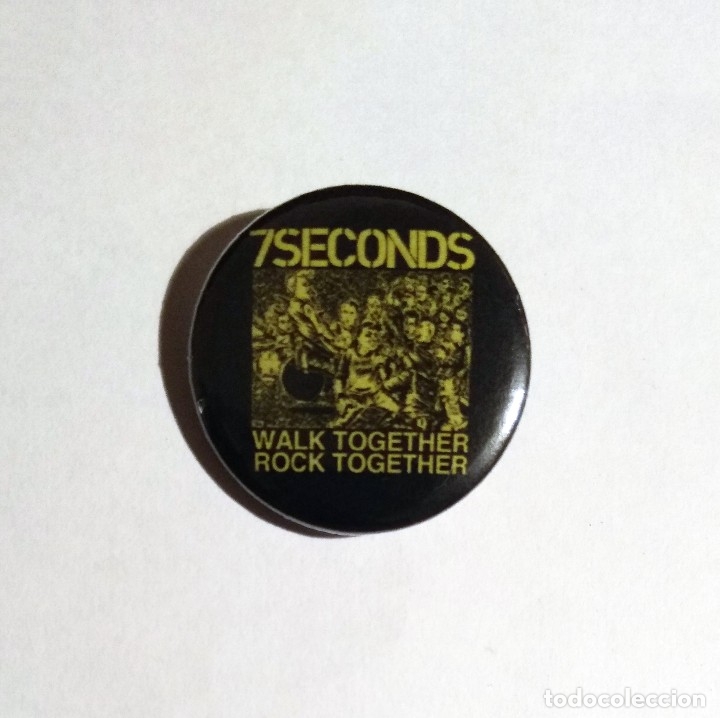 7SECONDS
WALK TOGETHER
ROCK TOGETHER
todocoleccion